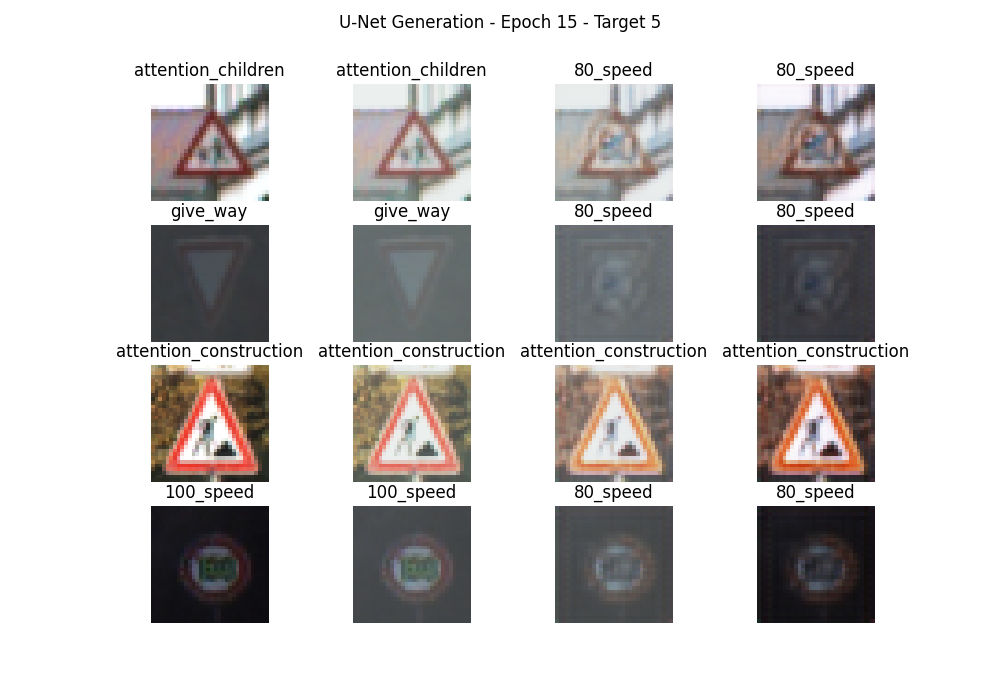 U-Net Generation - Epoch 15 - Target 5
attention_children attention_children 80_speed 80_speed
give_way give_way 80_speed 80_speed
attention_construction attention_construction attention_construction attention_construction
100_speed 100_speed 80_speed 80_speed